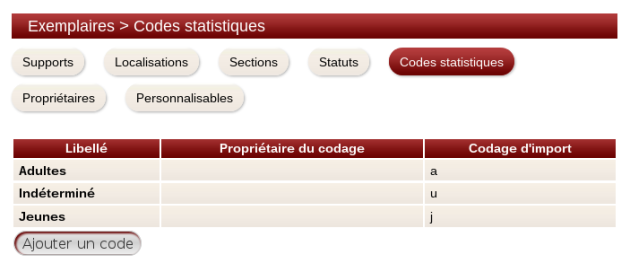 Exemplaires > Codes statistiques
Supports Localisations Sections Statuts Codes statistiques
Propriétaires Personnalisables
Libellé Propriétaire du codage Codage d'import
Adultes a
Indéterminé u
Jeunes j
Ajouter un code